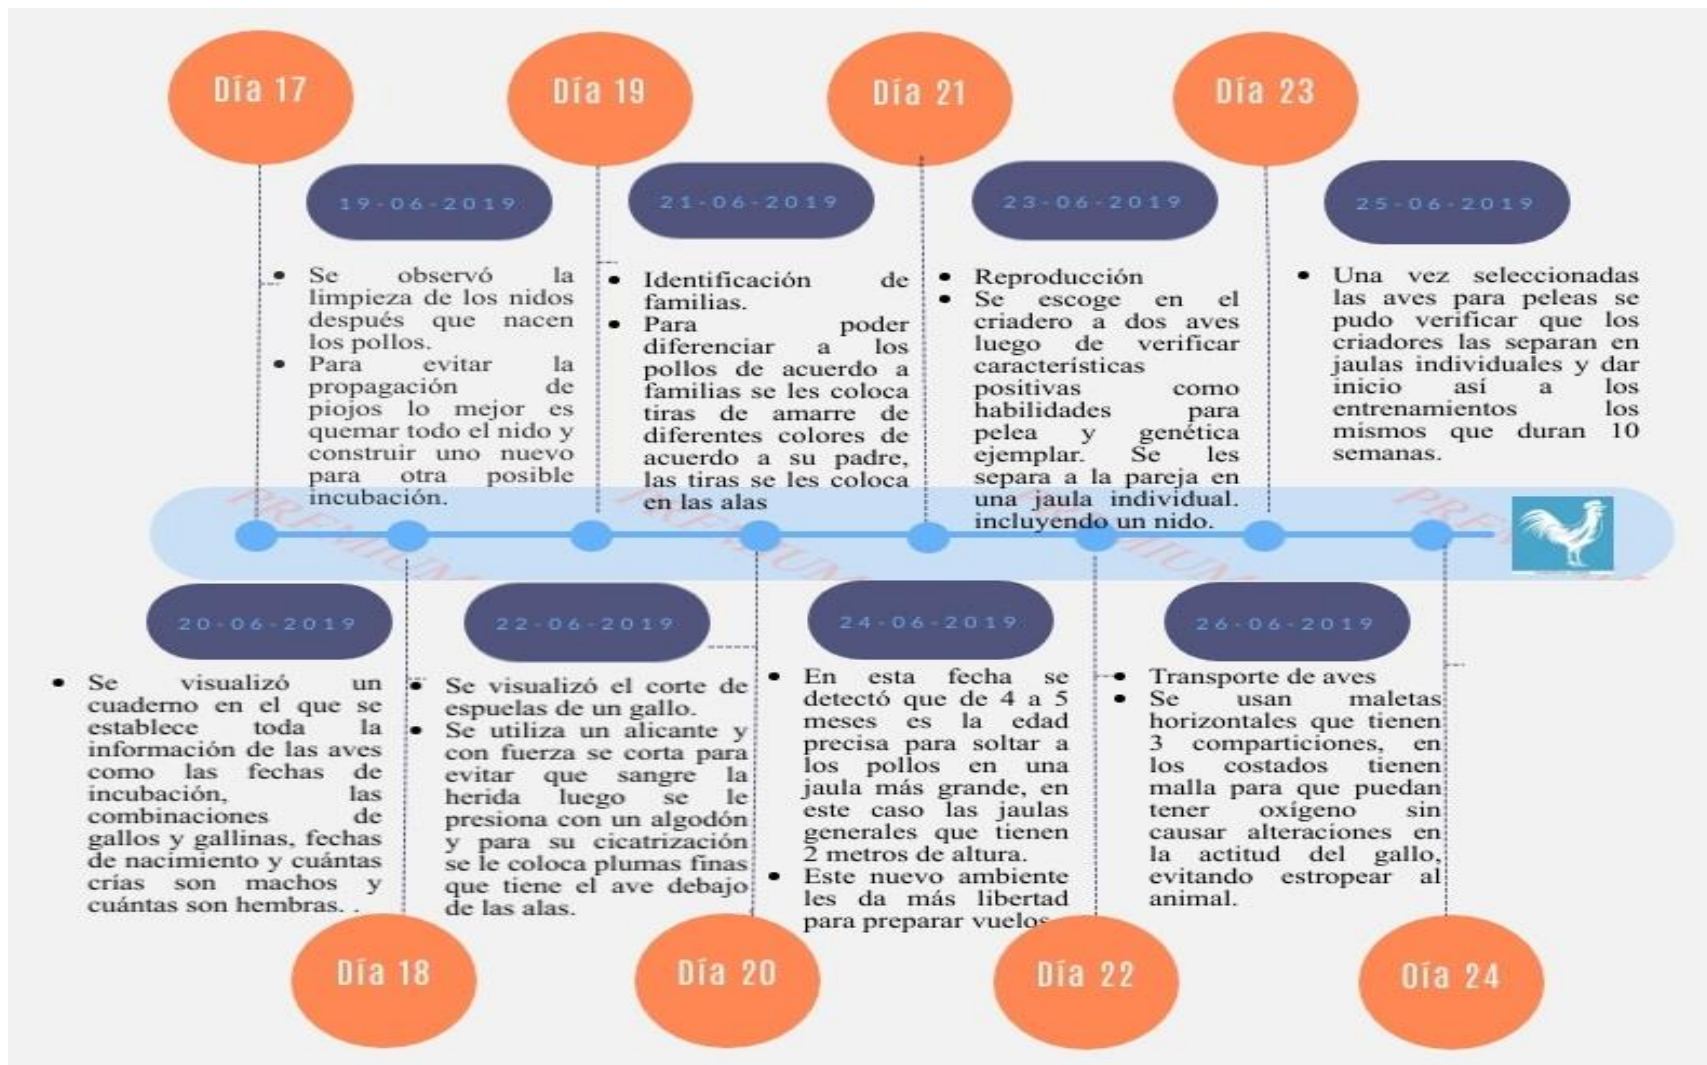 Día 17
19-06-2019
Se observó la
limpieza de los nidos
después que nacen
los pollos.
Para evitar la
propagación de
piojos lo mejor es
quemar todo el nido y
construir uno nuevo
para otra posible
incubación.
Día 19
21-06-2019
Identificación de
familias.
Para poder
diferenciar a los
pollos de acuerdo a
familias se les coloca
tiras de amarre de
diferentes colores de
acuerdo a su padre,
las tiras se les coloca
en las alas
Día 21
23-06-2019
Reproducción
Se escoge en el
criadero a dos aves
luego de verificar
características
positivas como
habilidades para
pelea y genética
ejemplar. Se les
separa a la pareja en
una jaula individual.
incluyendo un nido.
Día 23
25-06-2019
Una vez seleccionadas
las aves para peleas se
pudo verificar que los
criadores las separan en
jaulas individuales y dar
inicio así a los
entrenamientos los
mismos que duran 10
semanas.
PREMIUM PREMIUM PREMIUM
20-06-2019
Se visualizó un
cuaderno en el que se
establece toda la
información de las aves
como las fechas de
incubación, las
combinaciones de
gallos y gallinas, fechas
de nacimiento y cuántas
crías son machos y
cuántas son hembras. .
Día 18
22-06-2019
Se visualizó el corte de
espuelas de un gallo.
Se utiliza un alicante y
con fuerza se corta para
evitar que sangre la
herida luego se le
presiona con un algodón
y para su cicatrización
se le coloca plumas finas
que tiene el ave debajo
de las alas.
Día 20
24-06-2019
En esta fecha se
detectó que de 4 a 5
meses es la edad
precisa para soltar a
los pollos en una
jaula más grande, en
este caso las jaulas
generales que tienen
2 metros de altura.
Este nuevo ambiente
les da más libertad
para preparar vuelos
Día 22
26-06-2019
Transporte de aves
Se usan maletas
horizontales que tienen
3 comparticiones, en
los costados tienen
malla para que puedan
tener oxígeno sin
causar alteraciones en
la actitud del gallo,
evitando estropear al
animal.
Día 24